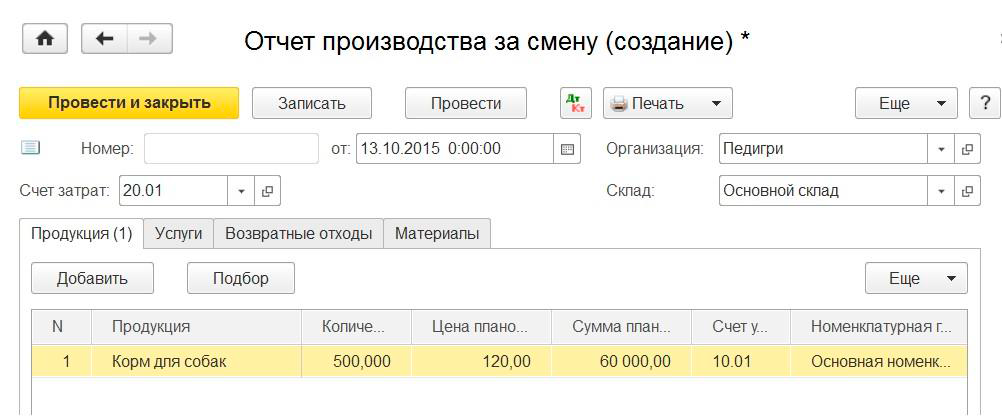 Отчет производства за смену (создание) *
Провести и закрыть Записать Провести Дт Кт Печать Еще ?
Номер: от: 13.10.2015 0:00:00 Организация: Педигри
Счет затрат: 20.01 Склад: Основной склад
Продукция (1) Услуги Возвратные отходы Материалы
Добавить Подбор Еще
N Продукция Количе... Цена плано... Сумма план... Счет у... Номенклатурная г...
1 Корм для собак 500,000 120,00 60 000,00 10.01 Основная номенк...